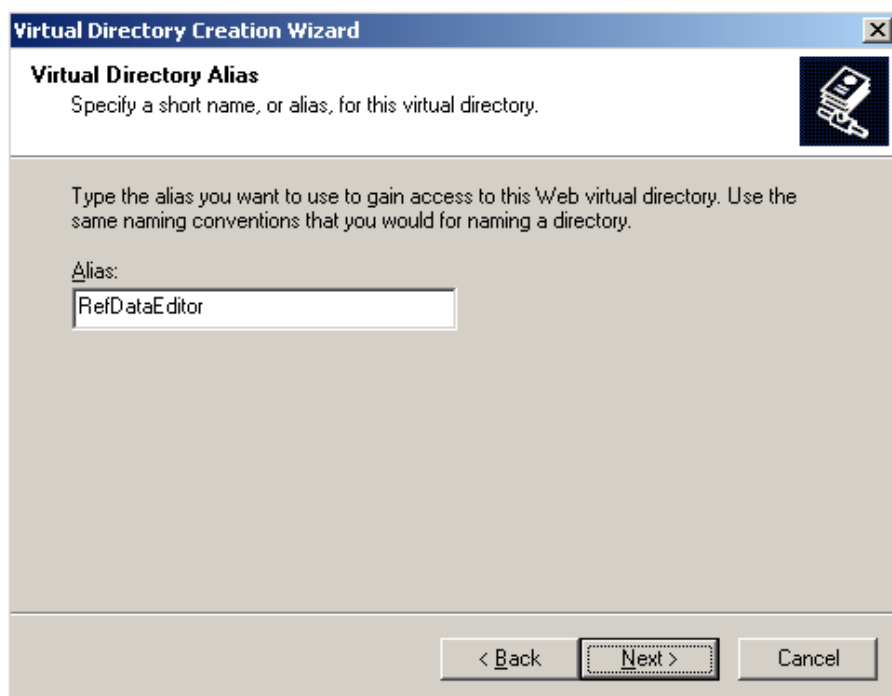 Virtual Directory Creation Wizard
Virtual Directory Alias
Specify a short name, or alias, for this virtual directory.
Type the alias you want to use to gain access to this Web virtual directory. Use the
same naming conventions that you would for naming a directory.
Alias:
RefDataEditor
< Back Next > Cancel